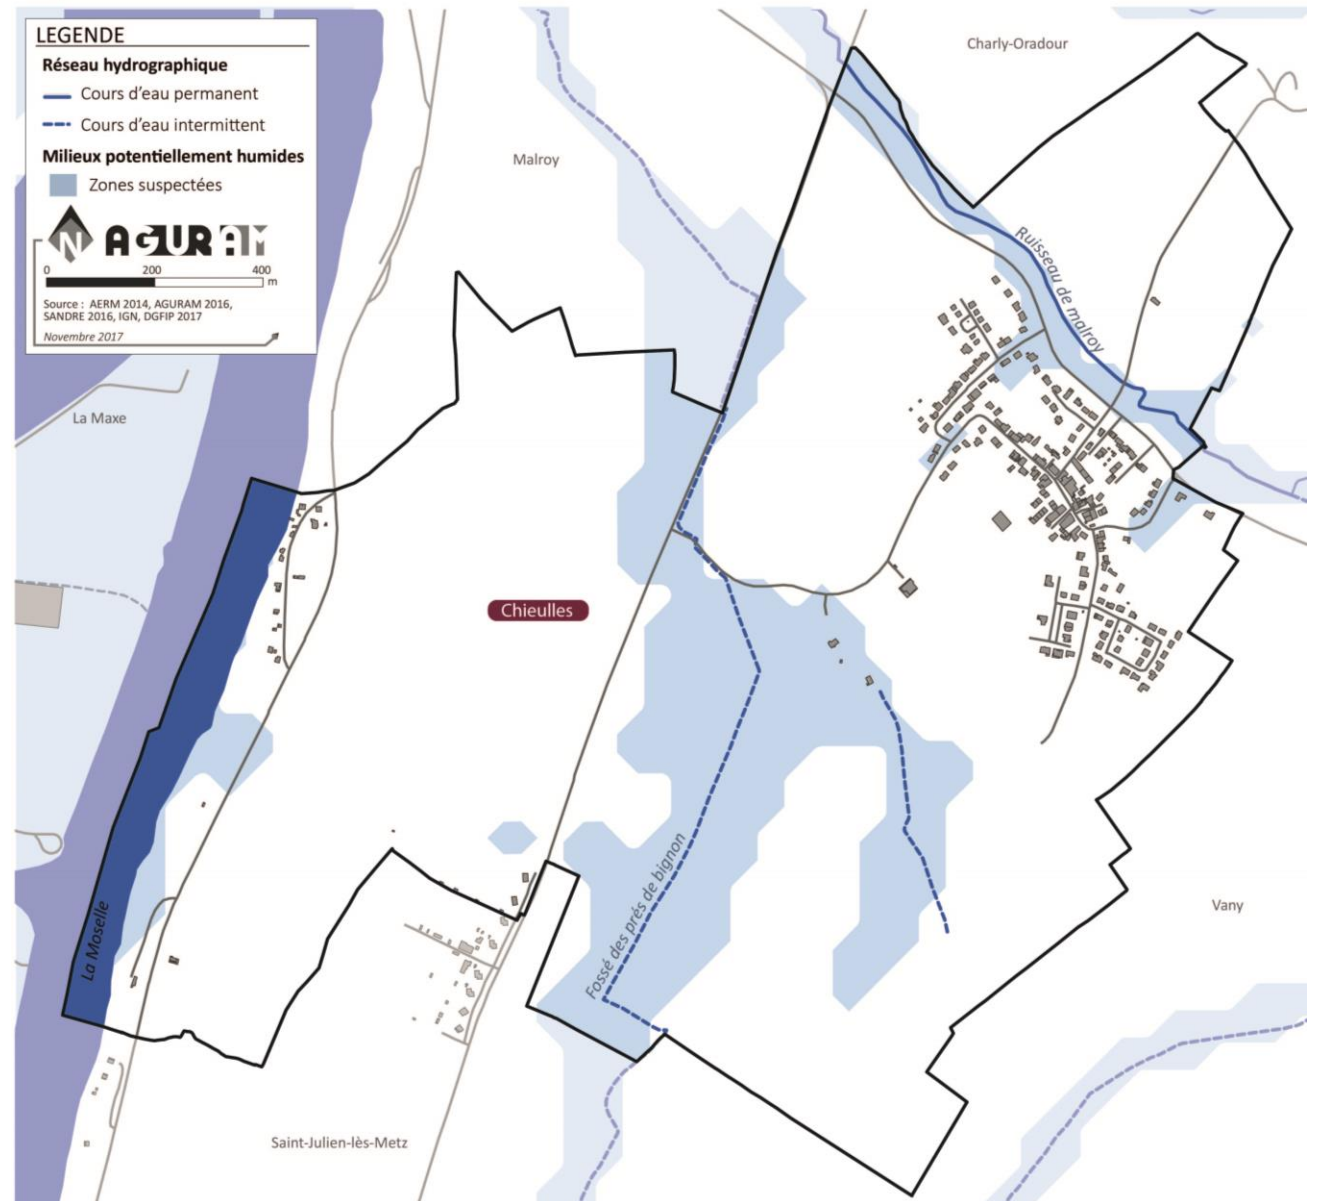 LEGENDE
Réseau hydrographique
Cours d'eau permanent
Cours d'eau intermittent
Milieux potentiellement humides
Zones suspectées
N AGURAM
0 200 400
m
Source : AERM 2014, AGURAM 2016,
SANDRE 2016, IGN, DGFIP 2017
Novembre 2017
Charly-Oradour
Malroy
Ruisseau de malroy
La Maxe
Chieulles
Fossé des prés de bignon
La Moselle
Vany
Saint-Julien-lès-Metz